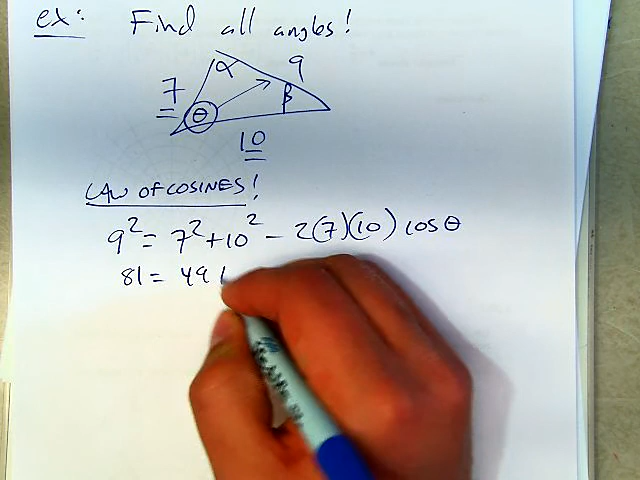 ex: Find all angles!
α 9
7 θ β
10
LAW OF COSINES!
9² = 7² + 10² - 2(7)(10) cos θ
81 = 49